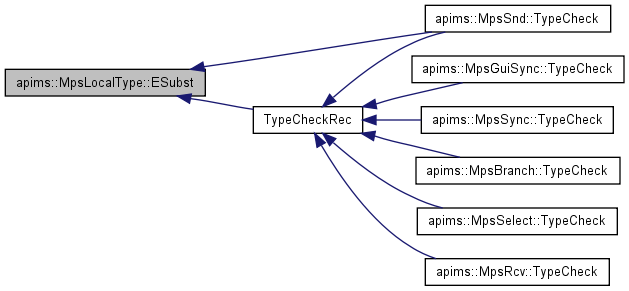 apims::MpsSnd::TypeCheck
apims::MpsGuiSync::TypeCheck
apims::MpsLocalType::ESubst
TypeCheckRec
apims::MpsSync::TypeCheck
apims::MpsBranch::TypeCheck
apims::MpsSelect::TypeCheck
apims::MpsRcv::TypeCheck